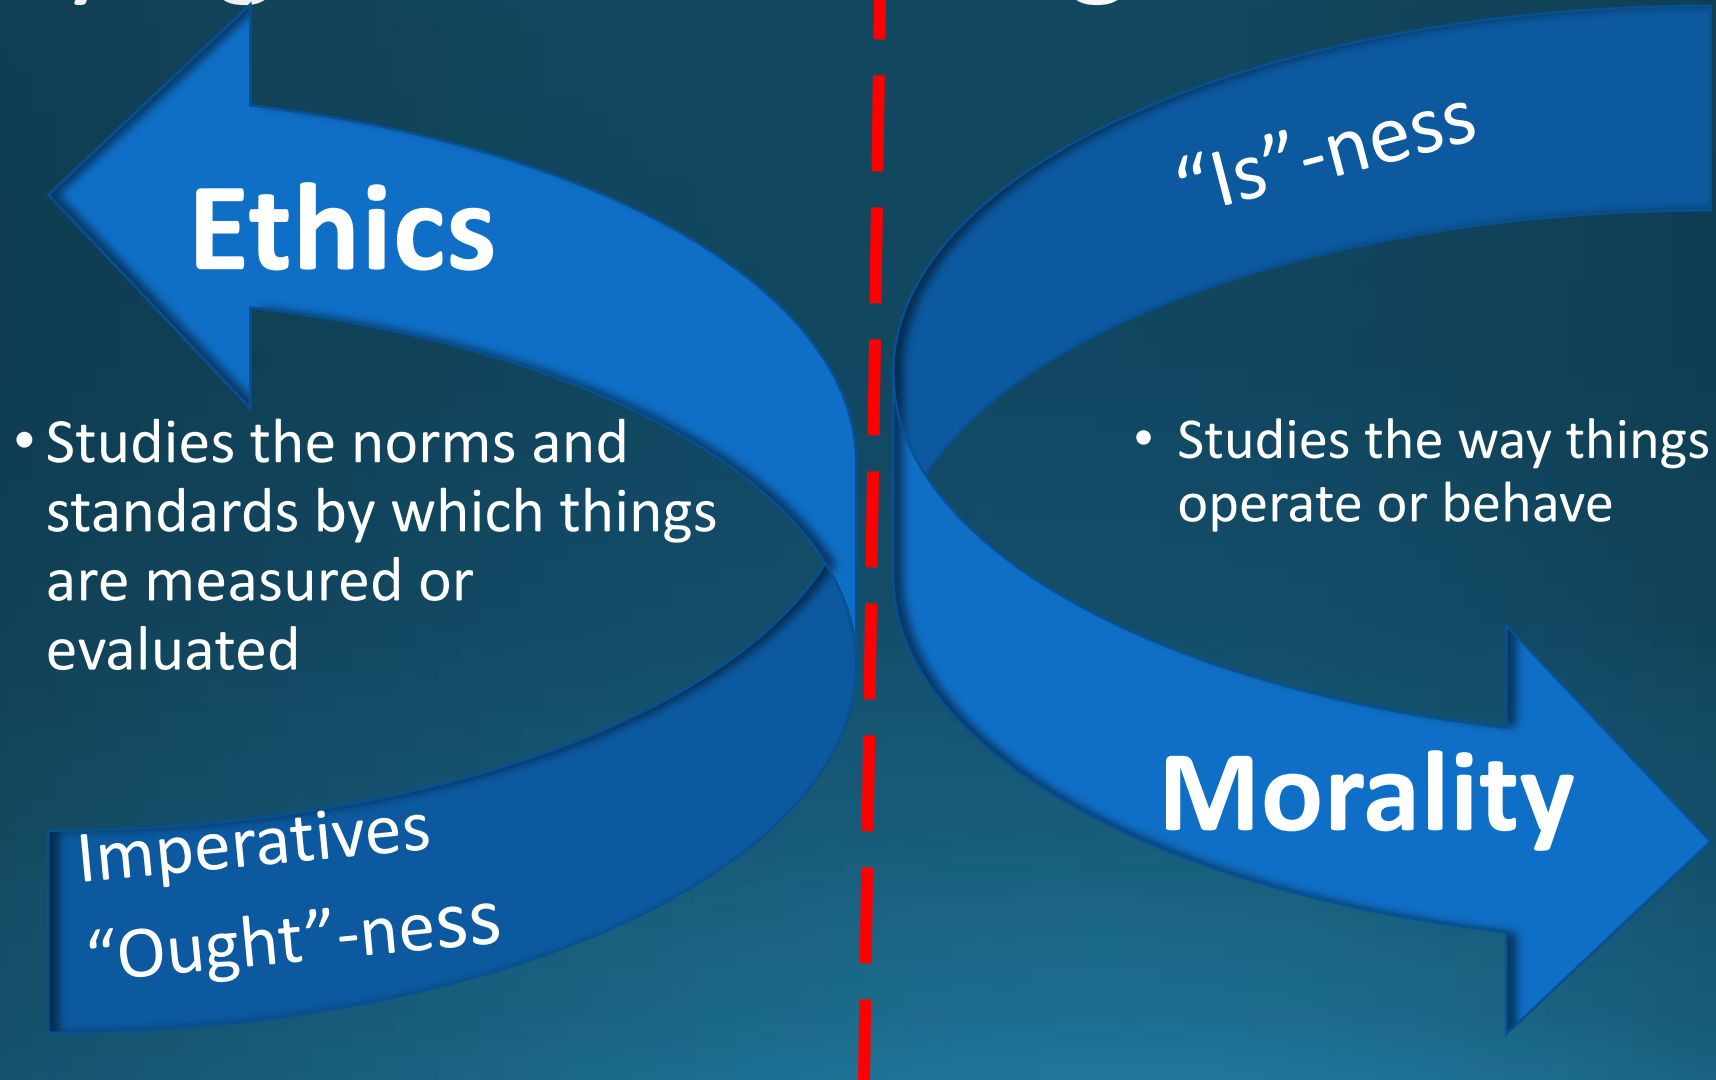 Ethics
• Studies the norms and
standards by which things
are measured or
evaluated
Imperatives
“Ought”-ness
“Is”-ness
• Studies the way things
operate or behave
Morality